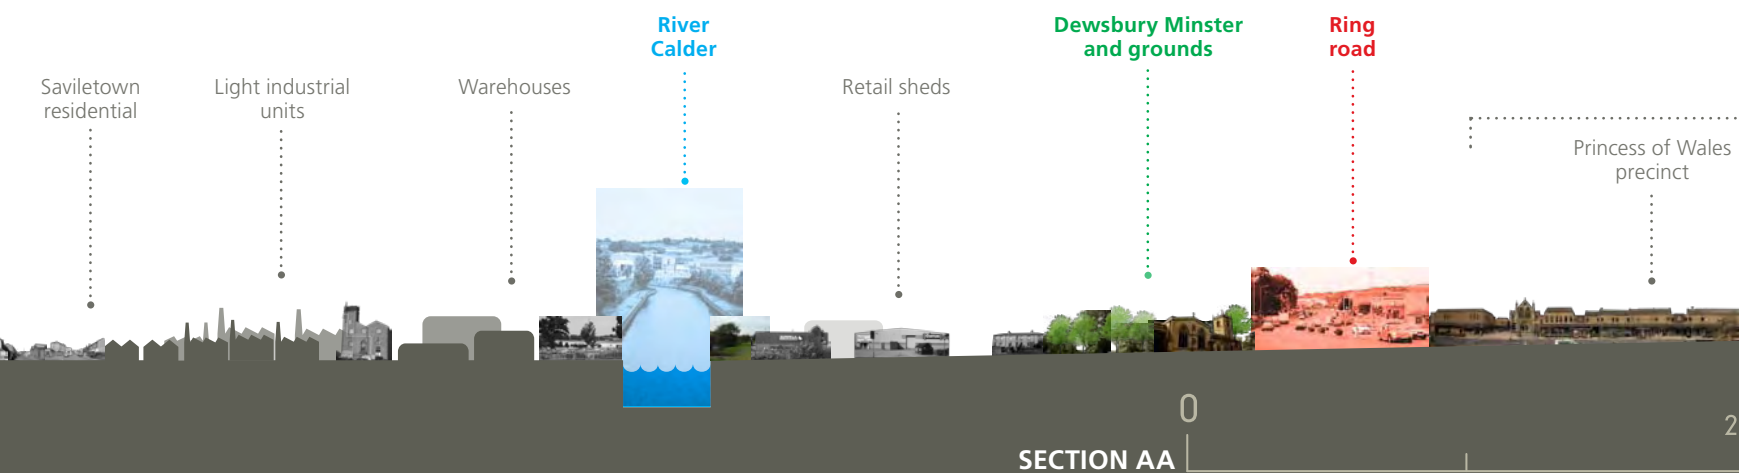 River
Calder
Dewsbury Minster
and grounds
Ring
road
Saviletown
residential
Light industrial
units
Warehouses
Retail sheds
Princess of Wales
precinct
0
2
SECTION AA